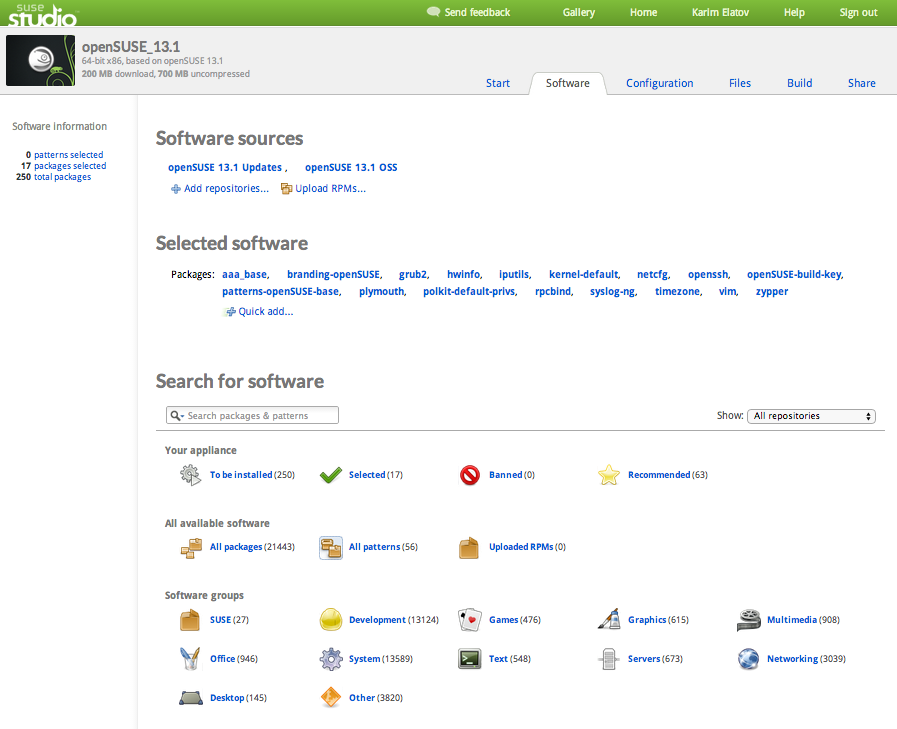 suse
studio
Send feedback Gallery Home Karim Elatov Help Sign out
openSUSE_13.1
64-bit x86, based on openSUSE 13.1
200 MB download, 700 MB uncompressed
Start Software Configuration Files Build Share
Software information
0 patterns selected
17 packages selected
250 total packages
Software sources
openSUSE 13.1 Updates , openSUSE 13.1 OSS
Add repositories... Upload RPMs...
Selected software
Packages: aaa_base, branding-openSUSE, grub2, hwinfo, iputils, kernel-default, netcfg, openssh, openSUSE-build-key,
patterns-openSUSE-base, plymouth, polkit-default-privs, rpcbind, syslog-ng, timezone, vim, zypper
Quick add...
Search for software
Search packages & patterns Show: All repositories
Your appliance
To be installed (250) Selected (17) Banned (0) Recommended (63)
All available software
All packages (21443) All patterns (56) Uploaded RPMs (0)
Software groups
SUSE (27) Development (13124) Games (476) Graphics (615) Multimedia (908)
Office (946) System (13589) Text (548) Servers (673) Networking (3039)
Desktop (145) Other (3820)